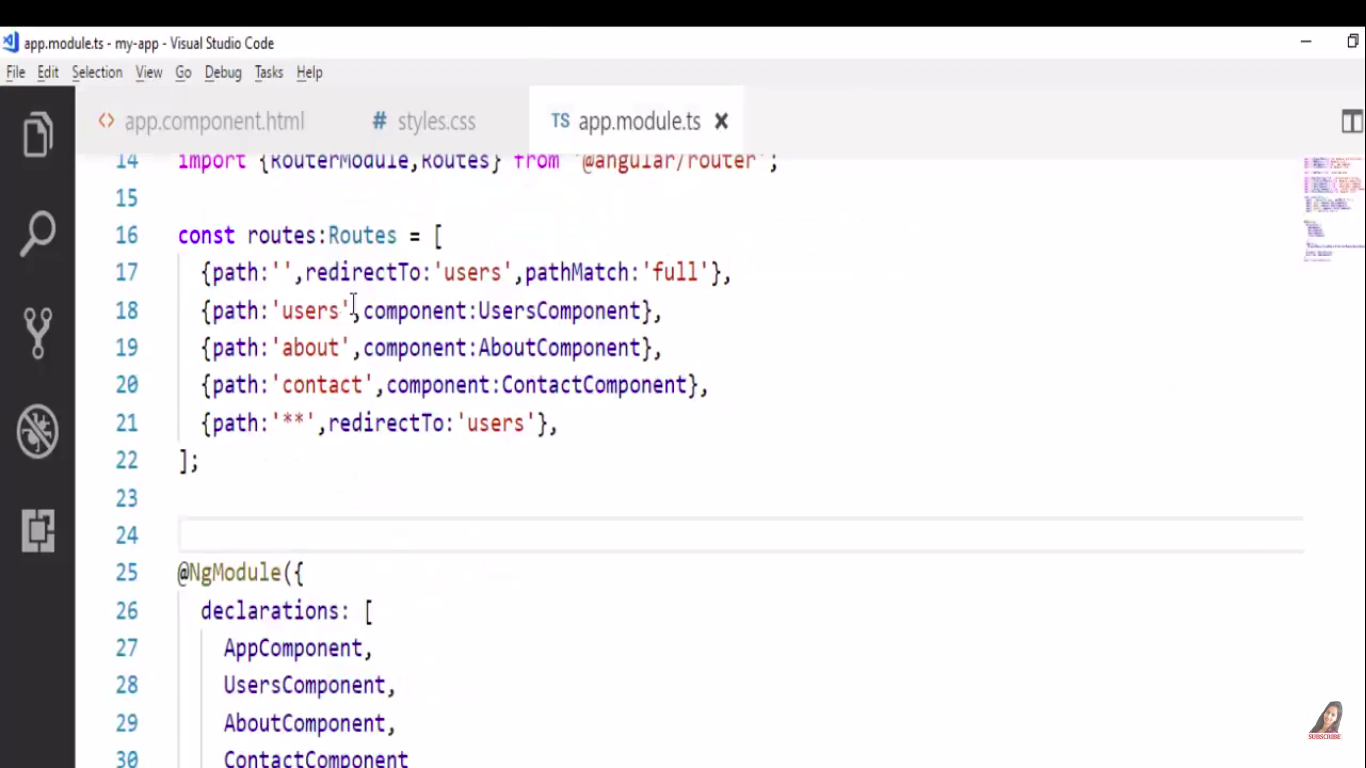 app.module.ts - my-app - Visual Studio Code
File Edit Selection View Go Debug Tasks Help
<> app.component.html # styles.css TS app.module.ts ×
14 import {RouterModule,Routes} from '@angular/router';
15
16 const routes:Routes = [
17 {path:'',redirectTo:'users',pathMatch:'full'},
18 {path:'users',component:UsersComponent},
19 {path:'about',component:AboutComponent},
20 {path:'contact',component:ContactComponent},
21 {path:'**',redirectTo:'users'},
22 ];
23
24
25 @NgModule({
26 declarations: [
27 AppComponent,
28 UsersComponent,
29 AboutComponent,
30 ContactComponent
SUBSCRIBE